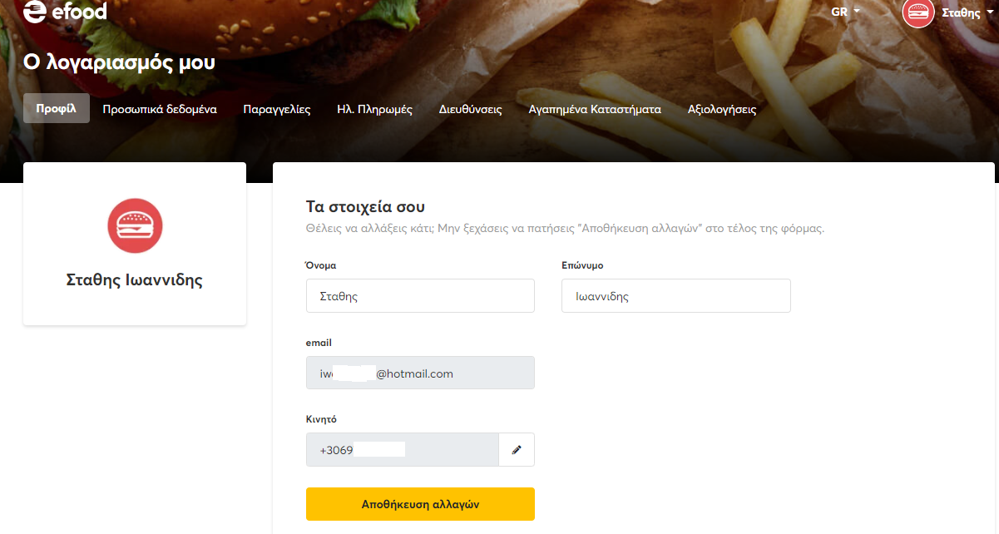 efood
GR
Σταθης
Ο λογαριασμός μου
Προφίλ Προσωπικά δεδομένα Παραγγελίες Ηλ. Πληρωμές Διευθύνσεις Αγαπημένα Καταστήματα Αξιολογήσεις
Σταθης Ιωαννιδης
Τα στοιχεία σου
Θέλεις να αλλάξεις κάτι; Μην ξεχάσεις να πατήσεις "Αποθήκευση αλλαγών" στο τέλος της φόρμας.
Όνομα
Σταθης
Επώνυμο
Ιωαννιδης
email
iw @hotmail.com
Κινητό
+3069
Αποθήκευση αλλαγών